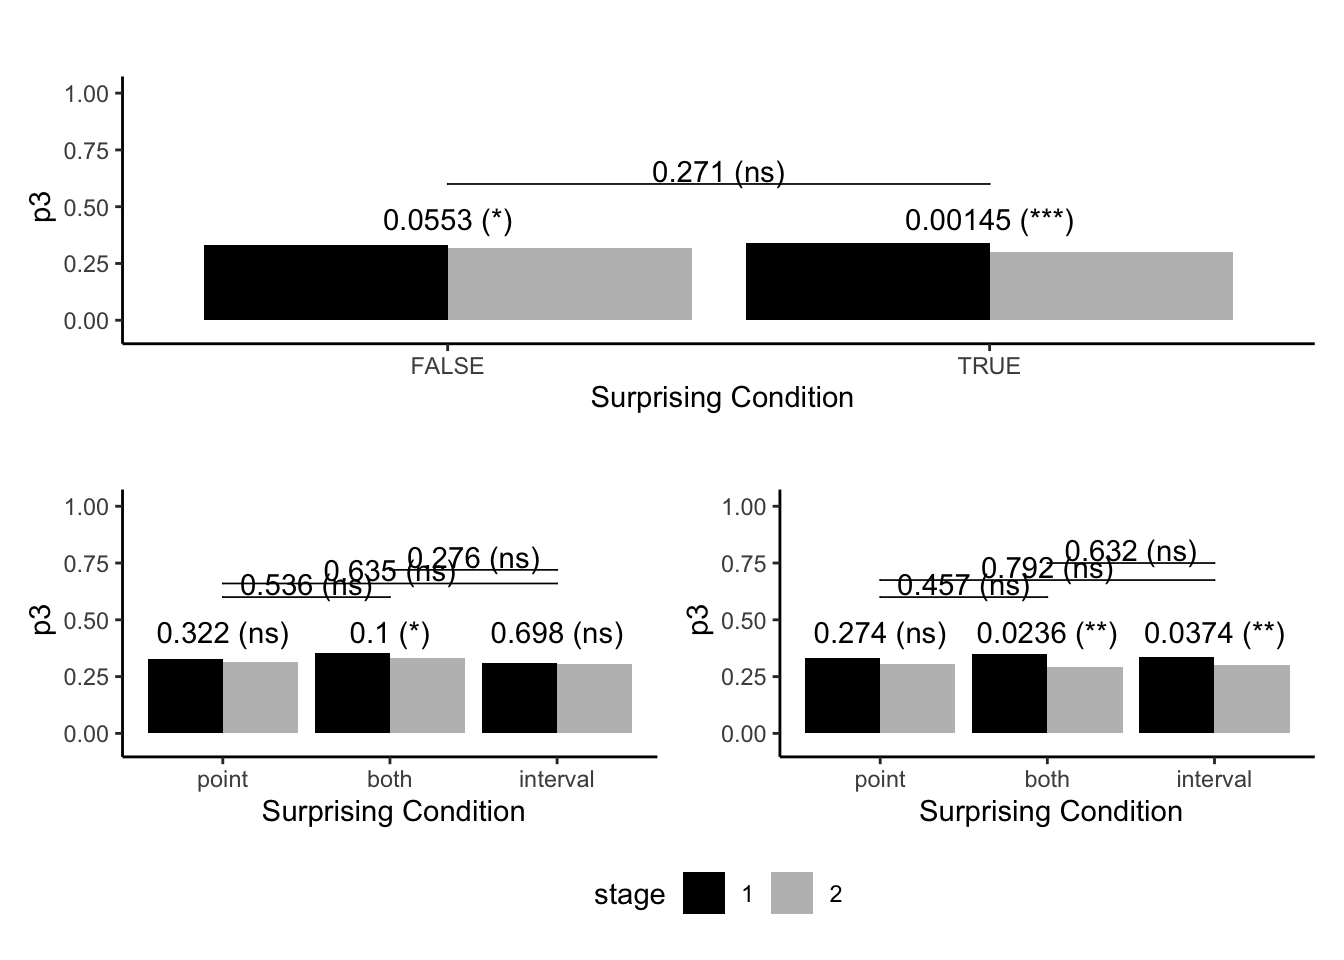 1.00
0.75
0.50
0.25
0.00
p3
0.271 (ns)
0.0553 (*)
0.00145 (***)
FALSE
TRUE
Surprising Condition
1.00
0.75
0.50
0.25
0.00
p3
0.276 (ns)
0.635 (ns)
0.536 (ns)
0.322 (ns)
0.1 (*)
0.698 (ns)
point
both
interval
Surprising Condition
1.00
0.75
0.50
0.25
0.00
p3
0.632 (ns)
0.792 (ns)
0.457 (ns)
0.274 (ns)
0.0236 (**)
0.0374 (**)
point
both
interval
Surprising Condition
stage 1 2